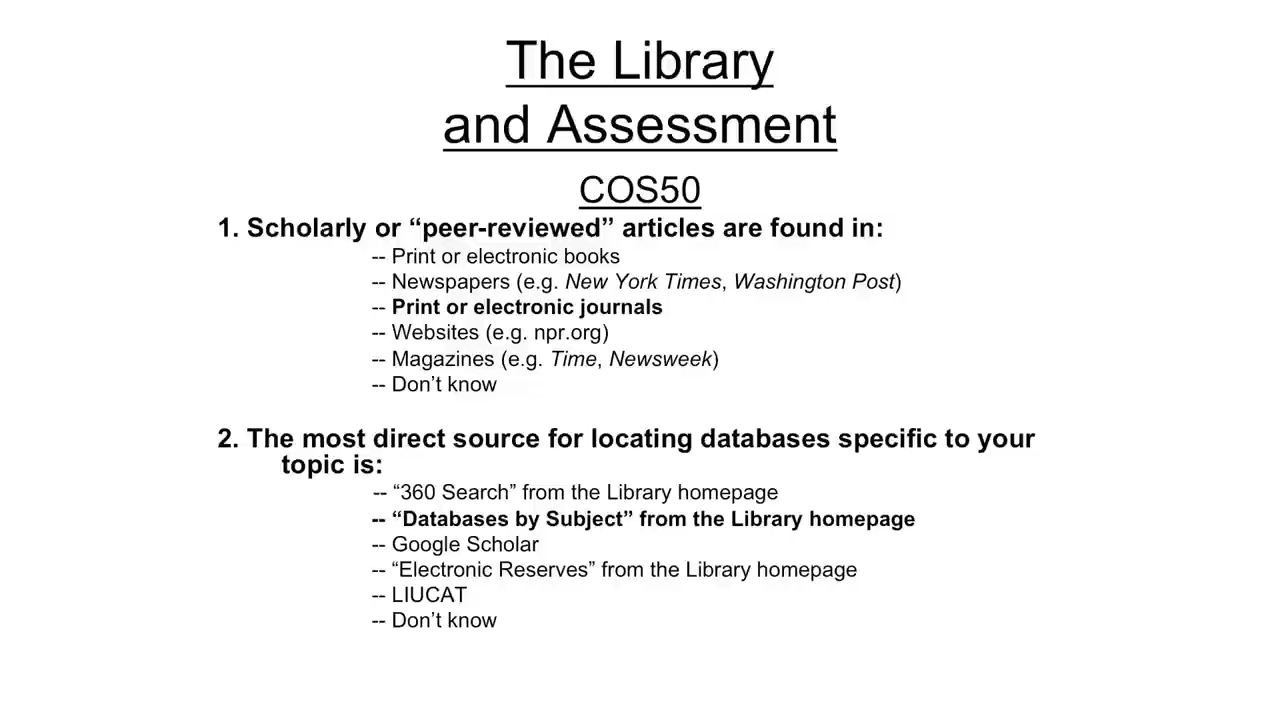 The Library
and Assessment
COS50
1. Scholarly or “peer-reviewed” articles are found in:
-- Print or electronic books
-- Newspapers (e.g. New York Times, Washington Post)
-- Print or electronic journals
-- Websites (e.g. npr.org)
-- Magazines (e.g. Time, Newsweek)
-- Don’t know
2. The most direct source for locating databases specific to your
topic is:
-- “360 Search” from the Library homepage
-- “Databases by Subject” from the Library homepage
-- Google Scholar
-- “Electronic Reserves” from the Library homepage
-- LIUCAT
-- Don’t know